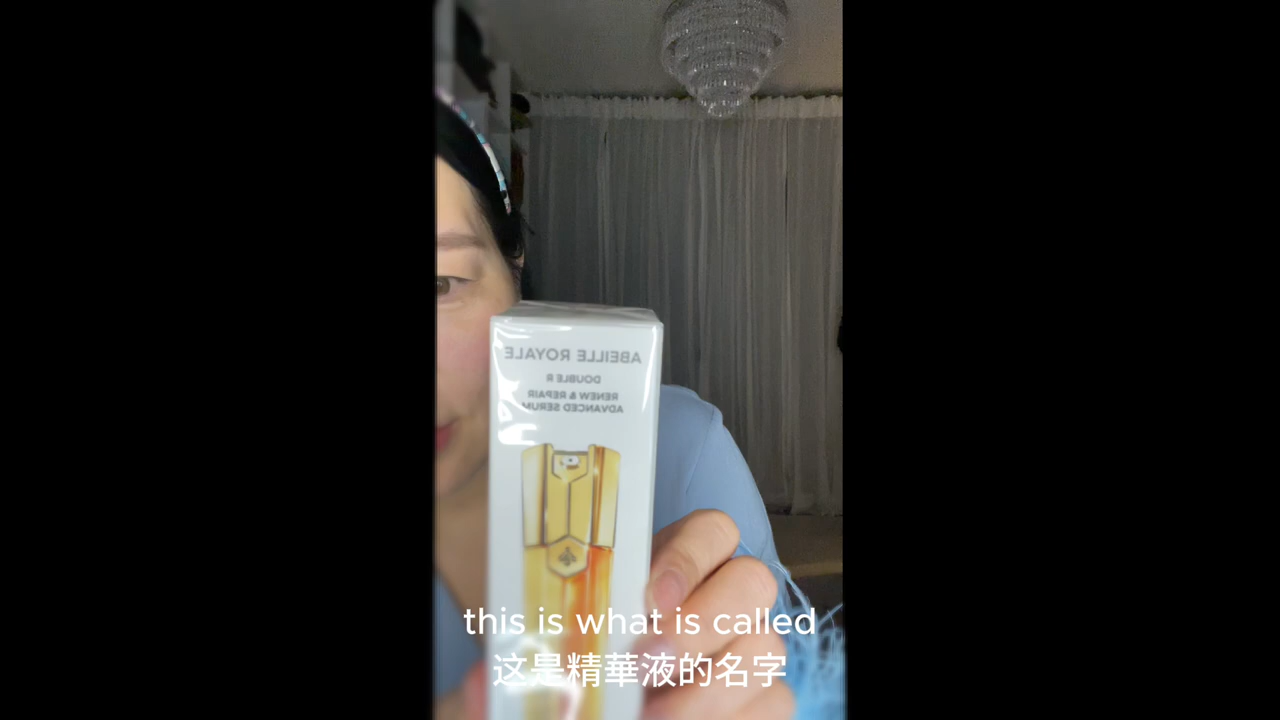 ABEILLE ROYALE
DOUBLE R
RENEW & REPAIR
ADVANCED SERUM
this is what is called
这是精華液的名字